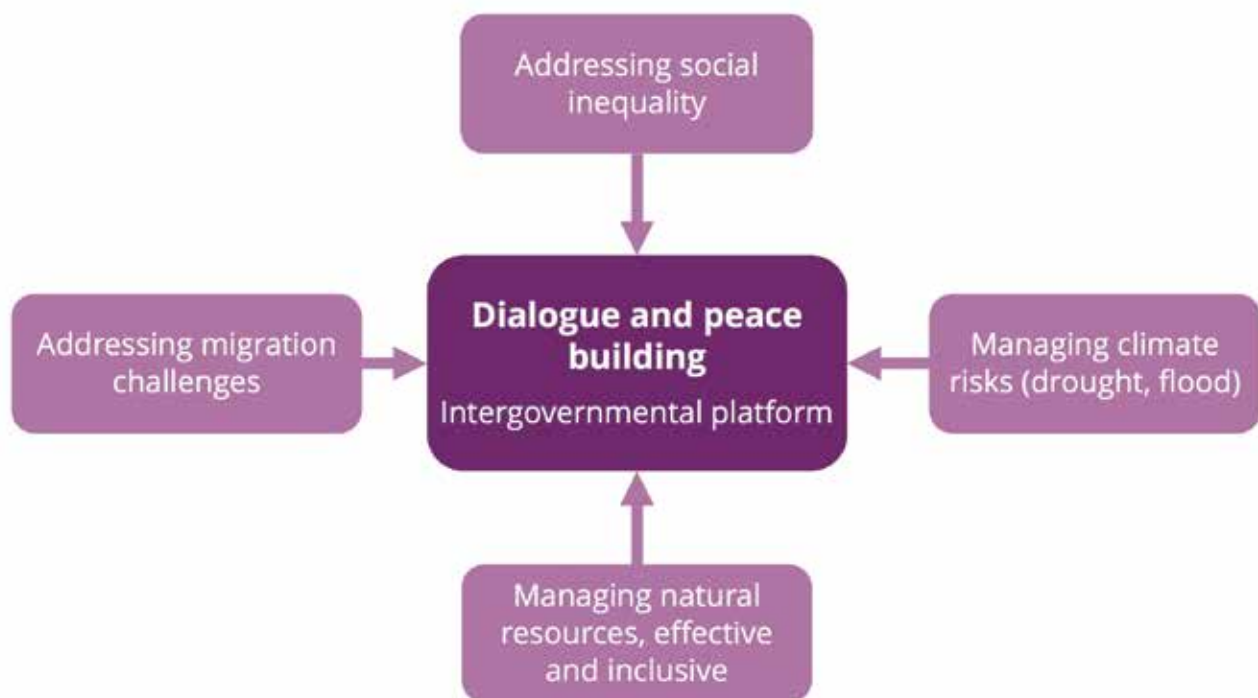 Addressing social
inequality
Addressing migration
challenges
Dialogue and peace
building
Intergovernmental platform
Managing climate
risks (drought, flood)
Managing natural
resources, effective
and inclusive